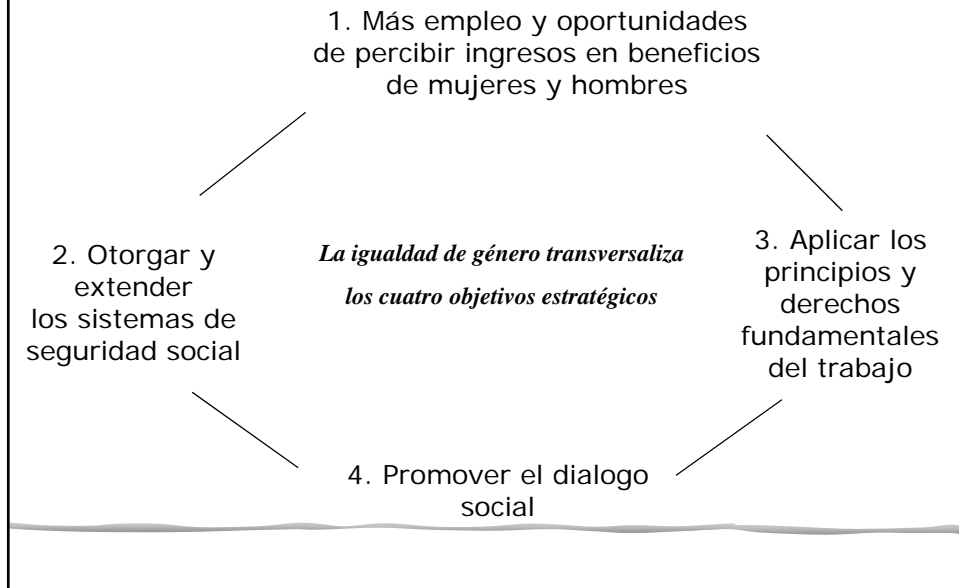 1. Más empleo y oportunidades
de percibir ingresos en beneficios
de mujeres y hombres
2. Otorgar y
extender
los sistemas de
seguridad social
La igualdad de género transversaliza
los cuatro objetivos estratégicos
3. Aplicar los
principios y
derechos
fundamentales
del trabajo
4. Promover el dialogo
social